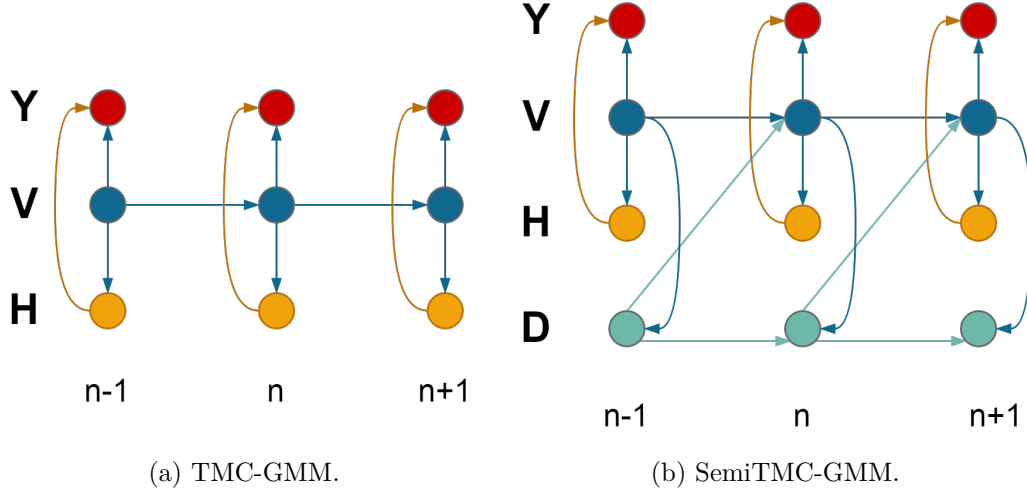 Y
V
H
n-1 n n+1
(a) TMC-GMM.
Y
V
H
D
n-1 n n+1
(b) SemiTMC-GMM.